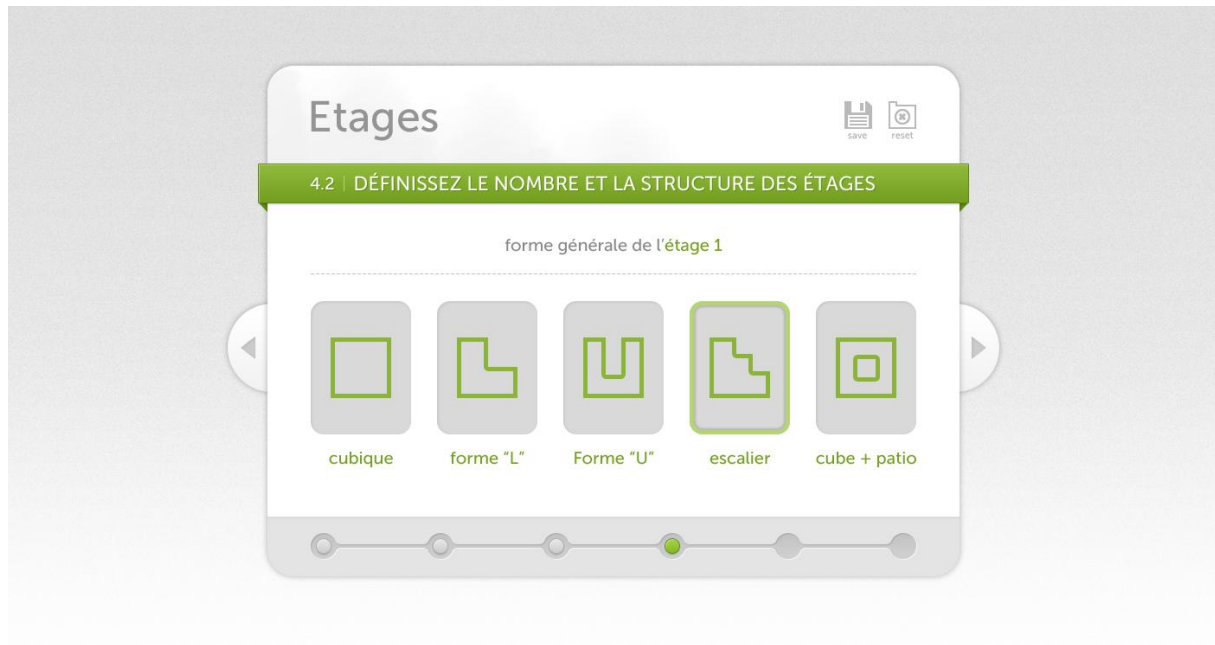 Etages
save reset
4.2 | DÉFINISSEZ LE NOMBRE ET LA STRUCTURE DES ÉTAGES
forme générale de l'étage 1
cubique forme "L" Forme "U" escalier cube + patio